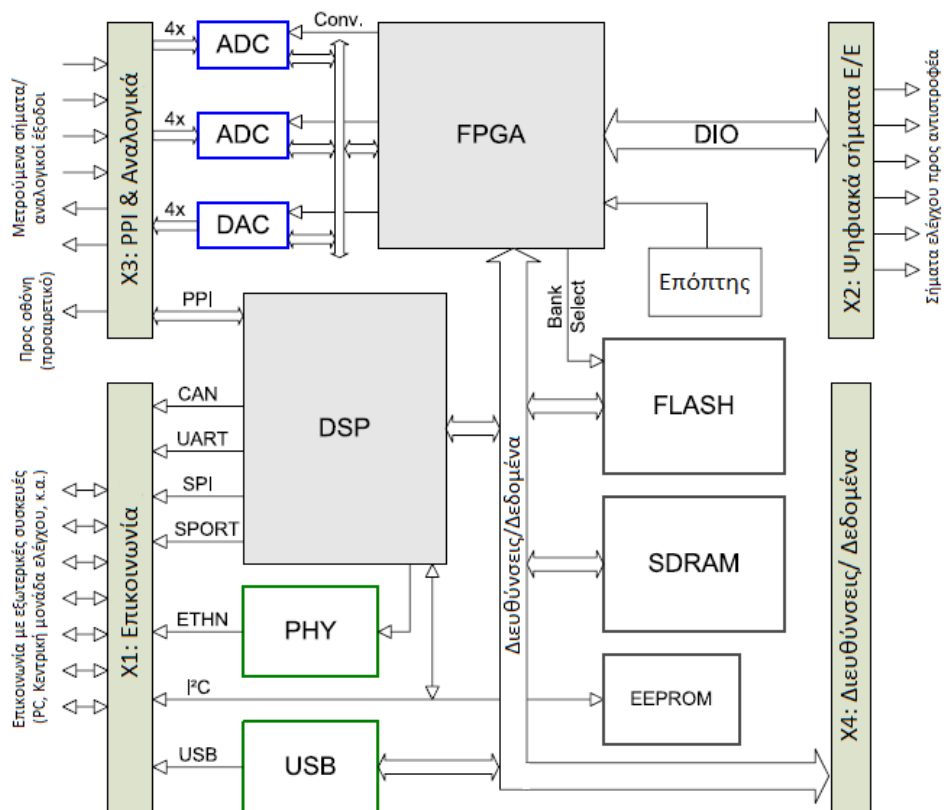 4x
ADC
Conv.
4x
ADC
4x
DAC
FPGA
DIO
X3: PPI & Αναλογικά
Μετρούμενα σήματα/
αναλογικοί έξοδοι
X2: Ψηφιακά σήματα Ε/Ε
Σήματα ελέγχου προς αντιστροφέα
Επόπτης
Bank
Select
Προς οθόνη
(προαιρετικό)
PPI
DSP
CAN
UART
SPI
SPORT
ETHN
PHY
I²C
USB
USB
X1: Επικοινωνία
Επικοινωνία με εξωτερικές συσκευές
(PC, Κεντρική μονάδα ελέγχου, κ.α.)
Διευθύνσεις/Δεδομένα
FLASH
SDRAM
EEPROM
X4: Διευθύνσεις/ Δεδομένα